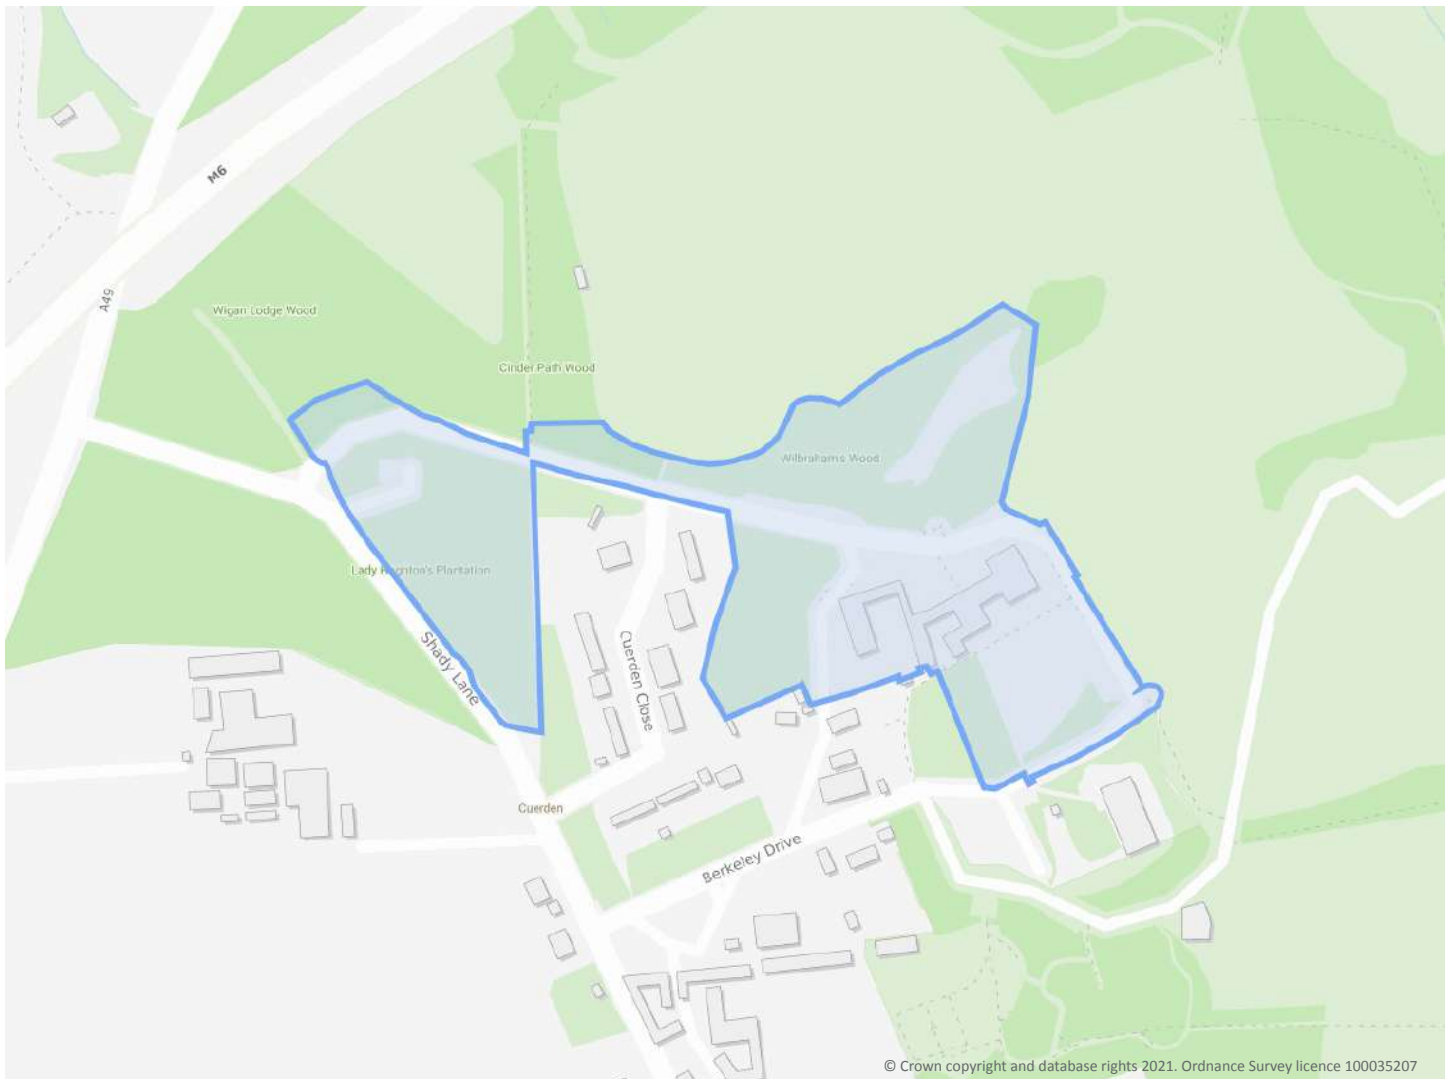 M6
A49
Wigan Lodge Wood
Cinder Path Wood
Wilbrahams Wood
Lady Hoghton's Plantation
Shady Lane
Cuerden Close
Cuerden
Berkeley Drive
© Crown copyright and database rights 2021. Ordnance Survey licence 100035207